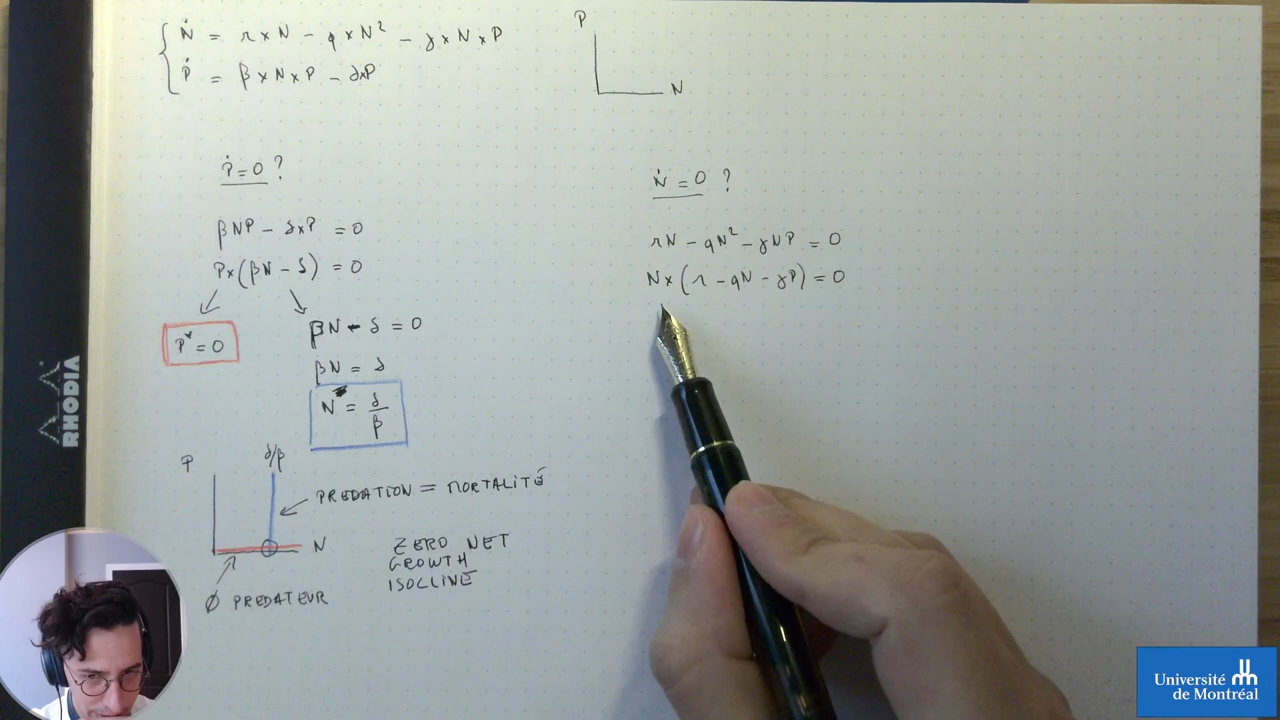 Ṅ = r×N - q×N² - γ×N×P
Ṗ = β×N×P - δ×P
P
N
Ṗ=0 ?
βNP - δ×P = 0
P×(βN - δ) = 0
P* = 0
βN - δ = 0
βN = δ
N* = δ/β
P
δ/β
N
PREDATION = MORTALITÉ
ZERO NET
GROWTH
ISOCLINE
Ø PREDATEUR
Ṅ = 0 ?
rN - qN² - γNP = 0
N×(r - qN - γP) = 0
RHODIA
Université
de Montréal